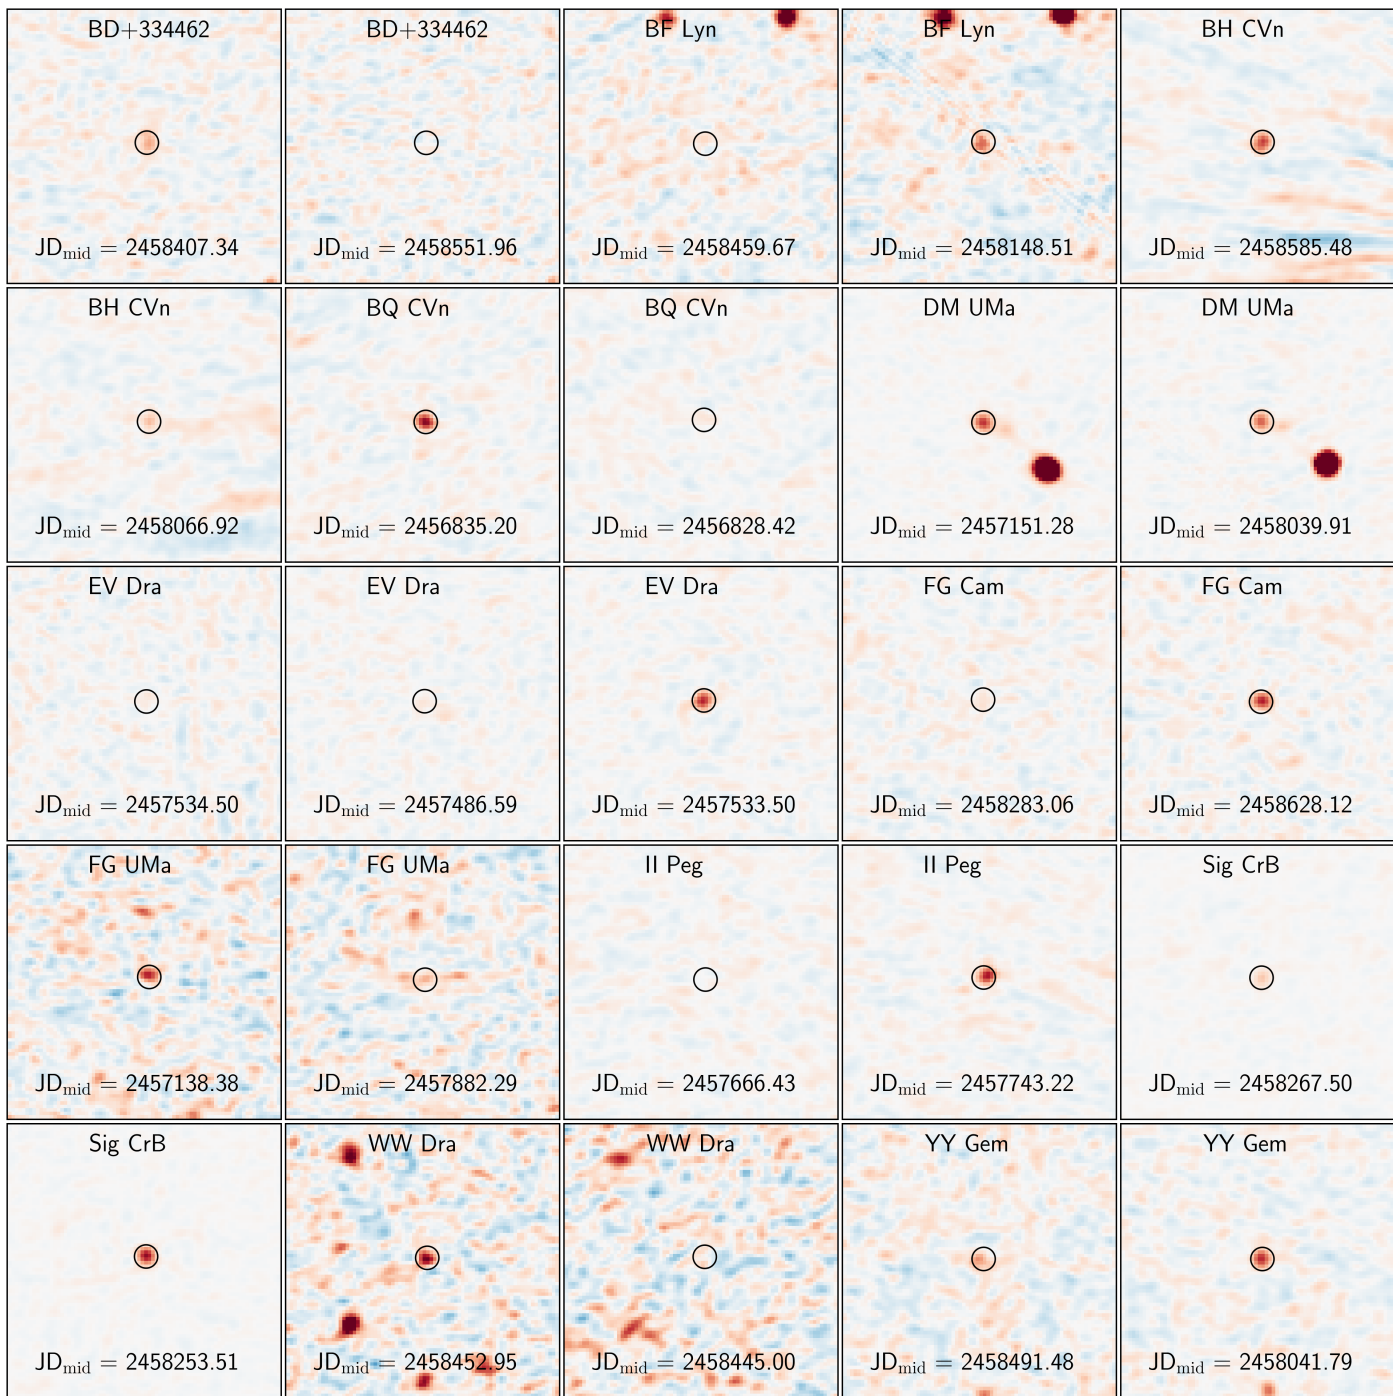 BD+334462
JDmid = 2458407.34
BD+334462
JDmid = 2458551.96
BF Lyn
JDmid = 2458459.67
BF Lyn
JDmid = 2458148.51
BH CVn
JDmid = 2458585.48
BH CVn
JDmid = 2458066.92
BQ CVn
JDmid = 2456835.20
BQ CVn
JDmid = 2456828.42
DM UMa
JDmid = 2457151.28
DM UMa
JDmid = 2458039.91
EV Dra
JDmid = 2457534.50
EV Dra
JDmid = 2457486.59
EV Dra
JDmid = 2457533.50
FG Cam
JDmid = 2458283.06
FG Cam
JDmid = 2458628.12
FG UMa
JDmid = 2457138.38
FG UMa
JDmid = 2457882.29
II Peg
JDmid = 2457666.43
II Peg
JDmid = 2457743.22
Sig CrB
JDmid = 2458267.50
Sig CrB
JDmid = 2458253.51
WW Dra
JDmid = 2458452.95
WW Dra
JDmid = 2458445.00
YY Gem
JDmid = 2458491.48
YY Gem
JDmid = 2458041.79